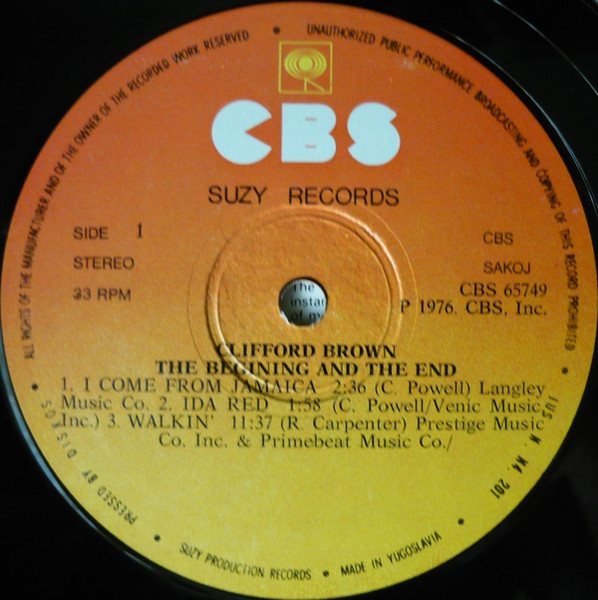 ALL RIGHTS OF THE MANUFACTURER AND OF THE OWNER OF THE RECORDED WORK RESERVED • UNAUTHORIZED PUBLIC PERFORMANCE BROADCASTING AND COPYING OF THIS RECORD PROHIBITED
CBS
SUZY RECORDS
SIDE 1
STEREO
33 RPM
CBS
SAKOJ
CBS 65749
P 1976. CBS, Inc.
The
instan
of my
CLIFFORD BROWN
THE BEGINING AND THE END
1. I COME FROM JAMAICA 2:36 (C. Powell) Langley
Music Co. 2. IDA RED 1:58 (C. Powell/Venic Music,
Inc.) 3. WALKIN' 11:37 (R. Carpenter) Prestige Music
Co. Inc. & Primebeat Music Co./
PRESSED BY DISKOS
SUZY PRODUCTION RECORDS • MADE IN YUGOSLAVIA
JUS N. N4. 201